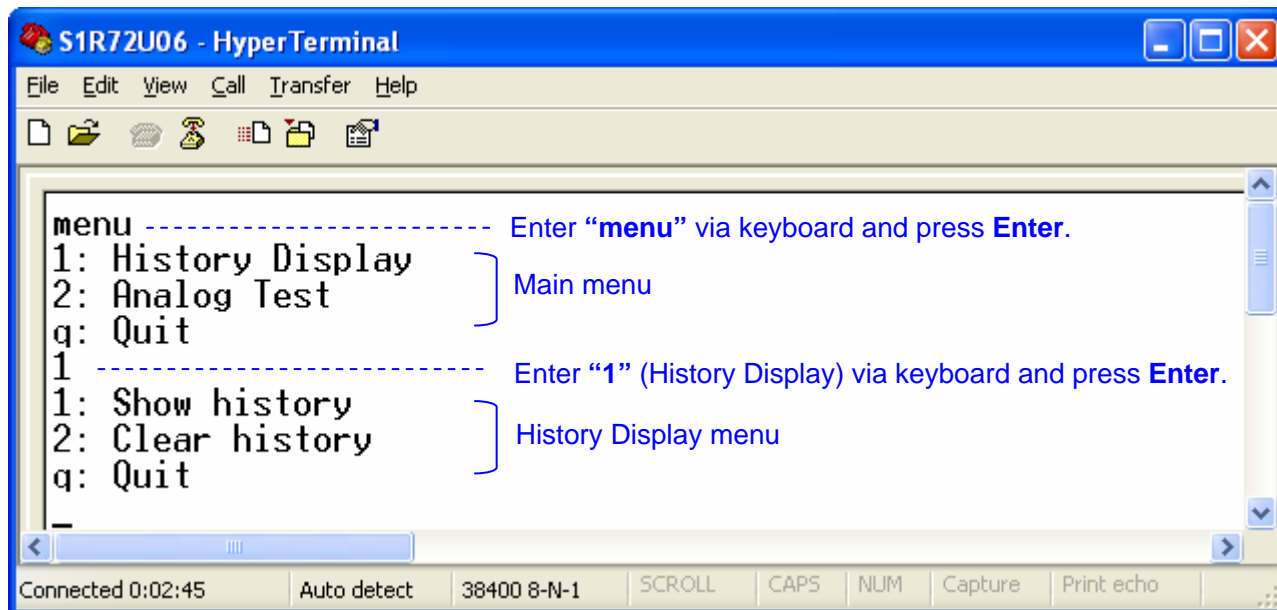 S1R72U06 - HyperTerminal
File Edit View Call Transfer Help
menu ---------------------------- Enter “menu” via keyboard and press Enter.
1: History Display
2: Analog Test
Main menu
q: Quit
1 ---------------------------- Enter “1” (History Display) via keyboard and press Enter.
1: Show history
2: Clear history
History Display menu
q: Quit
_
Connected 0:02:45 Auto detect 38400 8-N-1 SCROLL CAPS NUM Capture Print echo